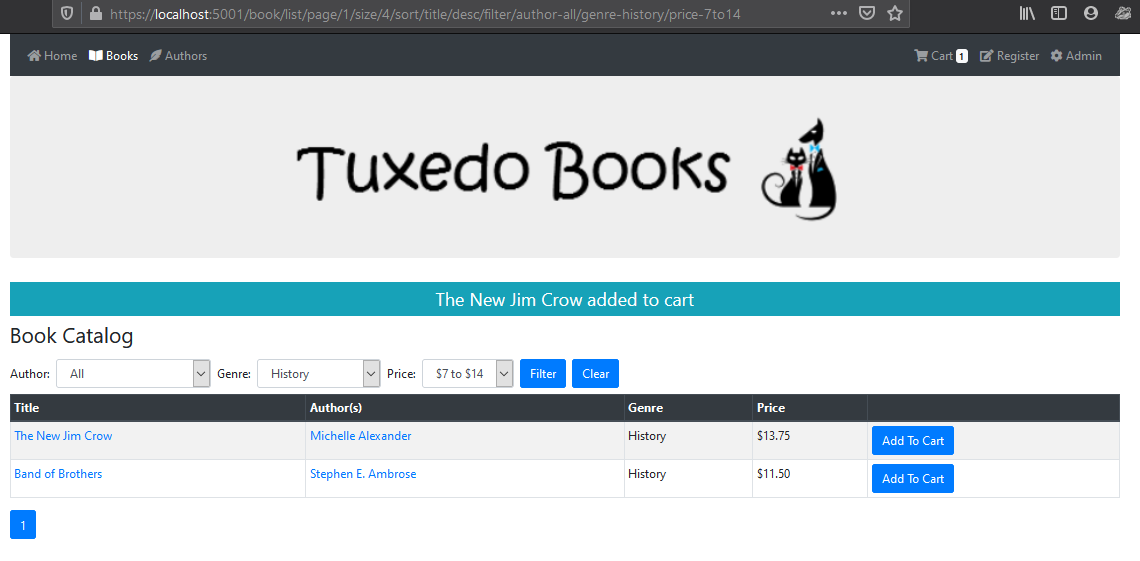 https://localhost:5001/book/list/page/1/size/4/sort/title/desc/filter/author-all/genre-history/price-7to14
Home Books Authors Cart 1 Register Admin
Tuxedo Books
The New Jim Crow added to cart
Book Catalog
Author: All Genre: History Price: $7 to $14 Filter Clear
Title Author(s) Genre Price
The New Jim Crow Michelle Alexander History $13.75 Add To Cart
Band of Brothers Stephen E. Ambrose History $11.50 Add To Cart
1